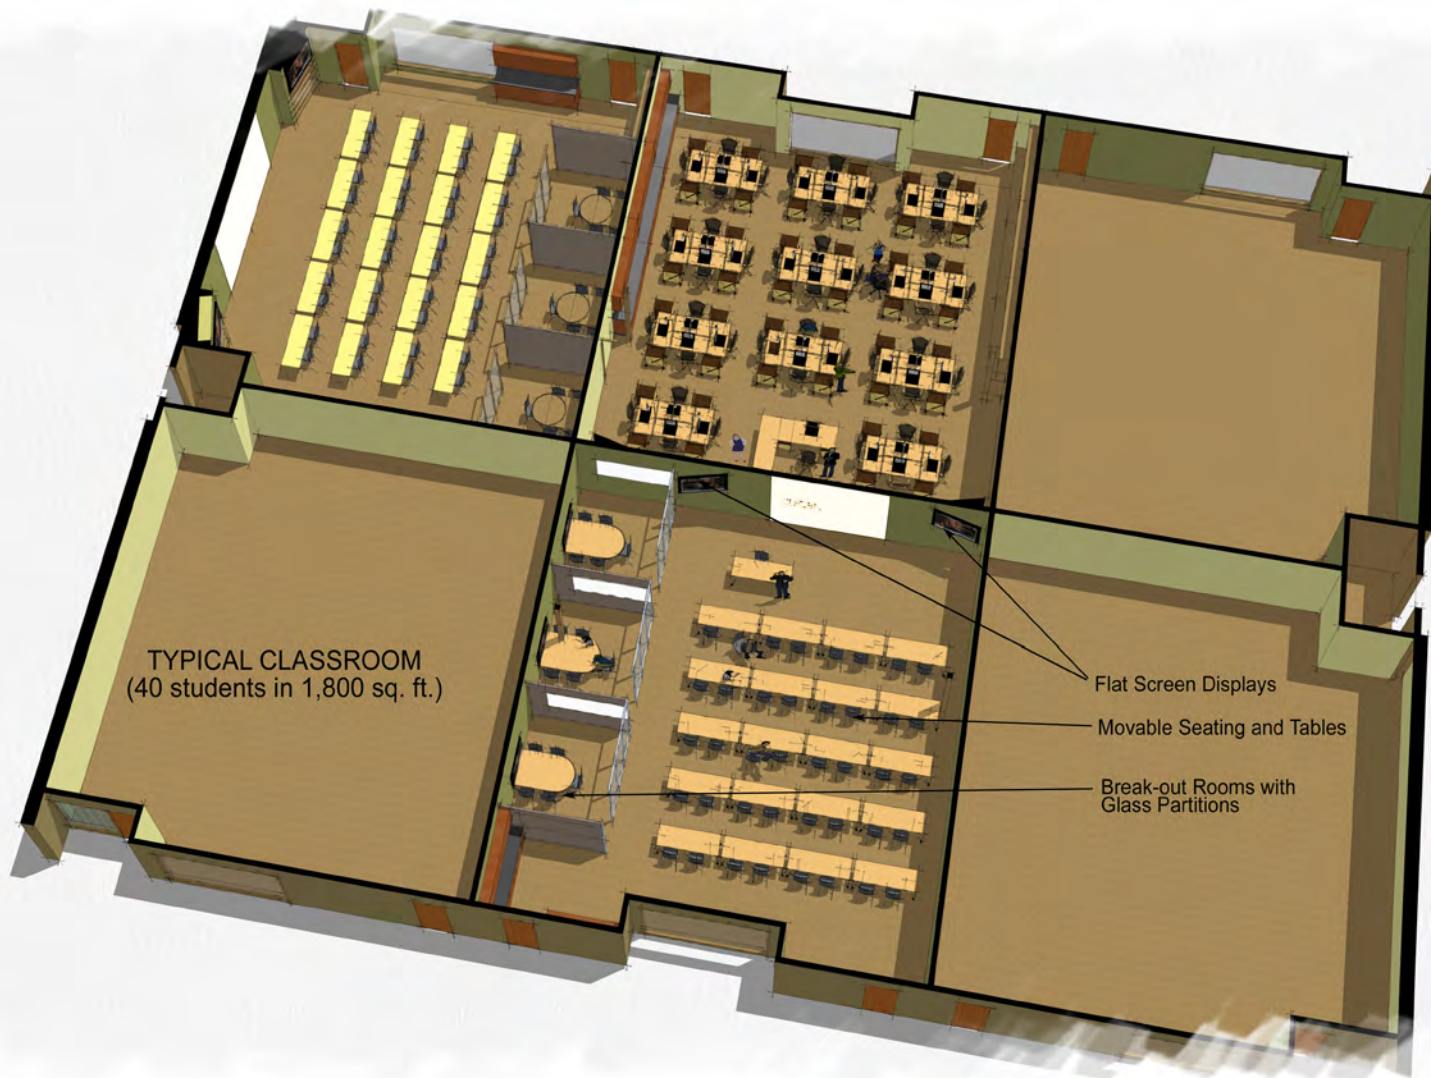 TYPICAL CLASSROOM
(40 students in 1,800 sq. ft.)
Flat Screen Displays
Movable Seating and Tables
Break-out Rooms with
Glass Partitions